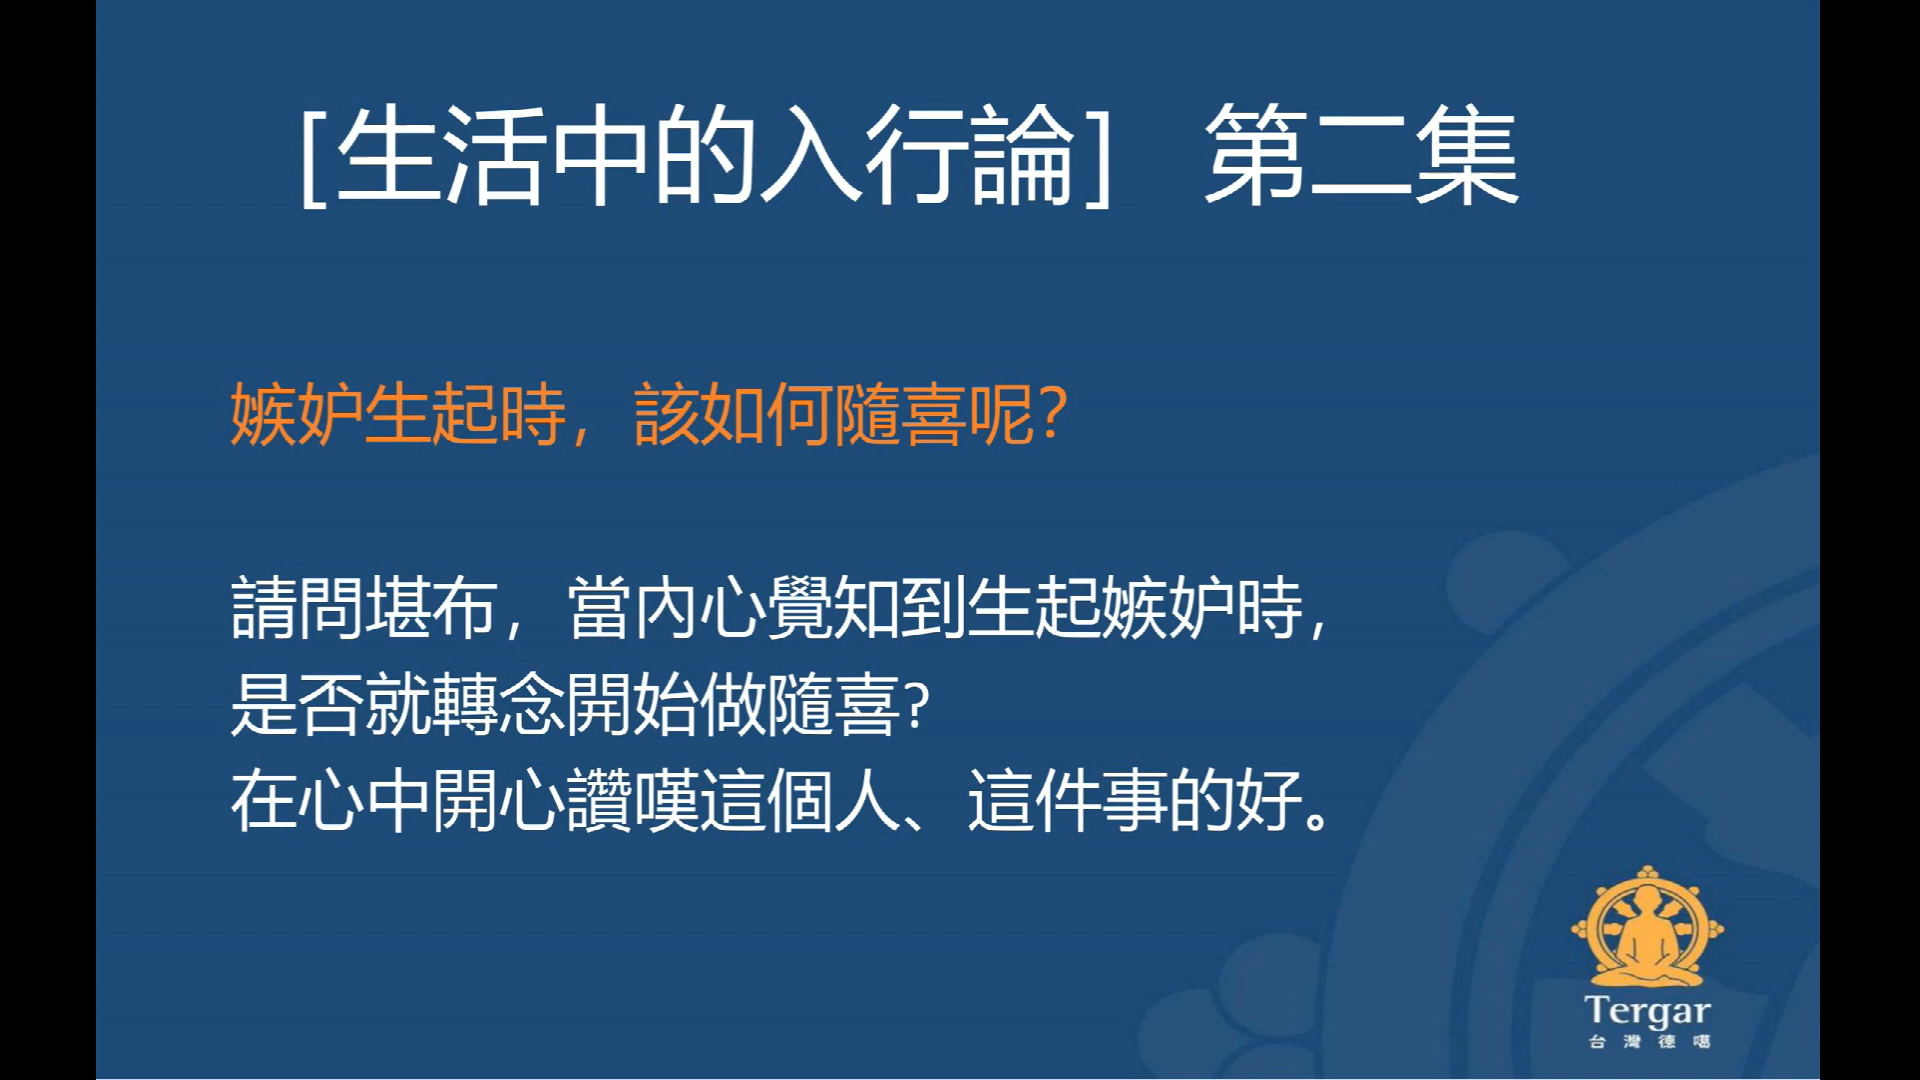 [生活中的入行論] 第二集
嫉妒生起時，該如何隨喜呢？
請問堪布，當內心覺知到生起嫉妒時，
是否就轉念開始做隨喜？
在心中開心讚嘆這個人、這件事的好。
Tergar
台灣德噶